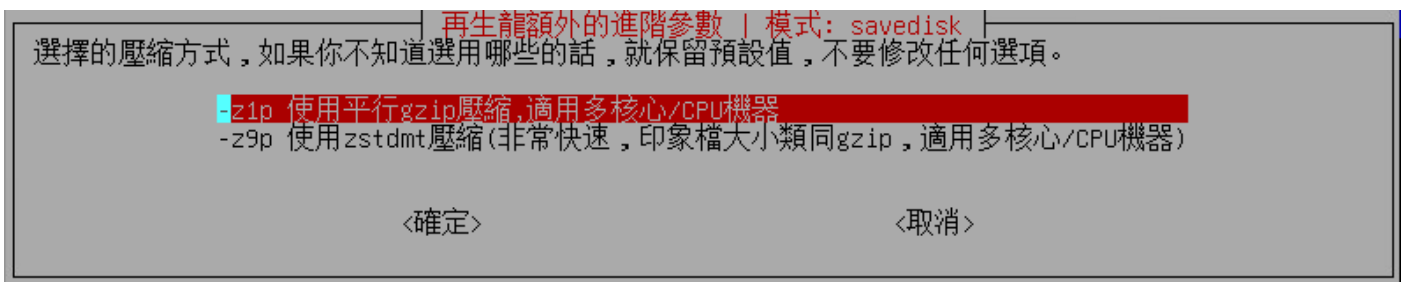 再生龍額外的進階參數 | 模式: savedisk
選擇的壓縮方式，如果你不知道選用哪些的話，就保留預設值，不要修改任何選項。
-z1p 使用平行gzip壓縮,適用多核心/CPU機器
-z9p 使用zstdmt壓縮(非常快速，印象檔大小類同gzip，適用多核心/CPU機器)
<確定> <取消>